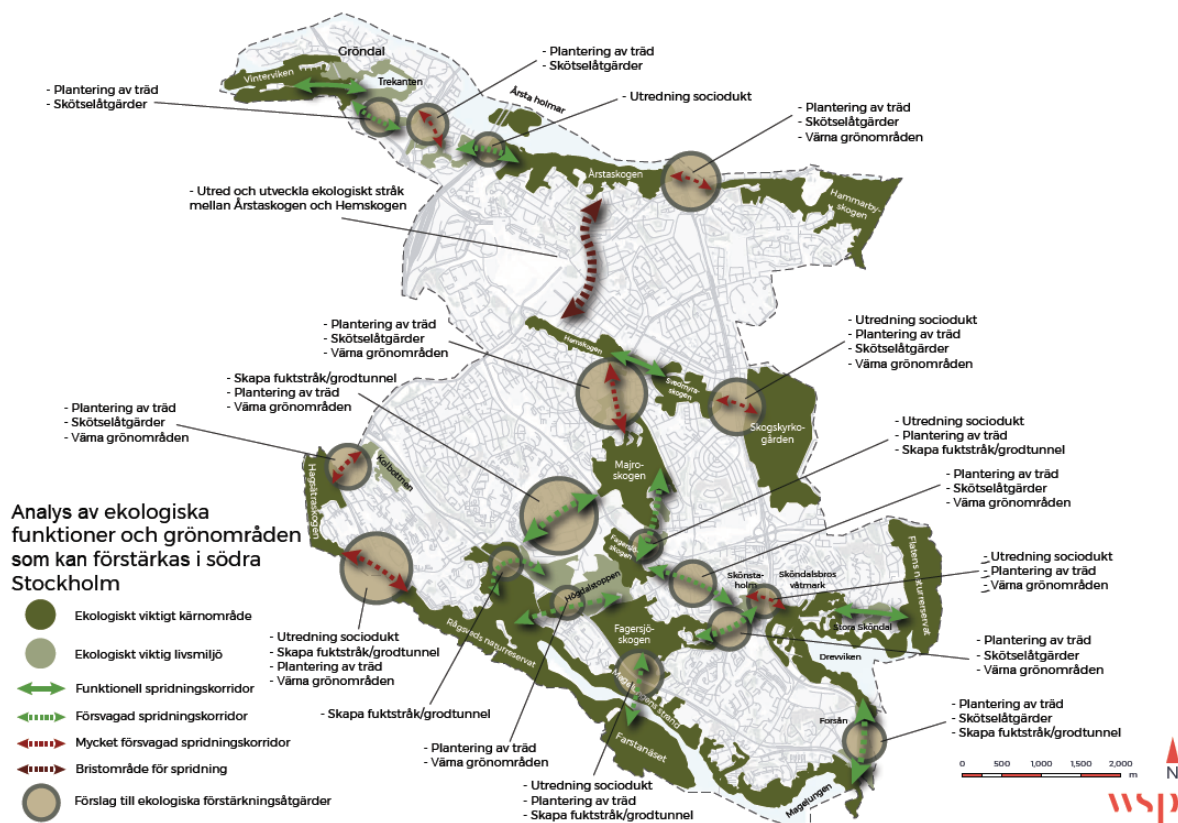 Gröndal
Vinterviken
Trekanten
- Plantering av träd
- Skötselåtgärder
- Plantering av träd
- Skötselåtgärder
- Utredning sociodukt
Årsta holmar
- Plantering av träd
- Skötselåtgärder
- Värna grönområden
Årstaskogen
Hammarby-
skogen
- Utred och utveckla ekologiskt stråk
mellan Årstaskogen och Hemskogen
- Plantering av träd
- Skötselåtgärder
- Värna grönområden
Hemskogen
Svedmyra-
skogen
- Utredning sociodukt
- Plantering av träd
- Skötselåtgärder
- Värna grönområden
Skogskyrko-
gården
- Skapa fuktstråk/grodtunnel
- Plantering av träd
- Värna grönområden
- Plantering av träd
- Skötselåtgärder
- Värna grönområden
- Utredning sociodukt
- Plantering av träd
- Skapa fuktstråk/grodtunnel
Majro-
skogen
Kolbottnen
Hagsätraskogen
- Plantering av träd
- Skötselåtgärder
- Värna grönområden
Fagersjö-
skogen
Högdalstoppen
Skönsta-
holm
Sköndalsbros
våtmark
Flatens naturreservat
- Utredning sociodukt
- Plantering av träd
- Värna grönområden
Stora Sköndal
Fagersjö-
skogen
Rågsveds naturreservat
Drevviken
- Plantering av träd
- Skötselåtgärder
- Värna grönområden
- Utredning sociodukt
- Skapa fuktstråk/grodtunnel
- Plantering av träd
- Värna grönområden
Magelungens strand
Farstanäset
Forsån
- Plantering av träd
- Skötselåtgärder
- Skapa fuktstråk/grodtunnel
- Skapa fuktstråk/grodtunnel
- Plantering av träd
- Värna grönområden
- Utredning sociodukt
- Plantering av träd
- Skapa fuktstråk/grodtunnel
Magelungen
Analys av ekologiska
funktioner och grönområden
som kan förstärkas i södra
Stockholm
Ekologiskt viktigt kärnområde
Ekologiskt viktig livsmiljö
Funktionell spridningskorridor
Försvagad spridningskorridor
Mycket försvagad spridningskorridor
Bristområde för spridning
Förslag till ekologiska förstärkningsåtgärder
0 500 1,000 1,500 2,000
m
N
wsp